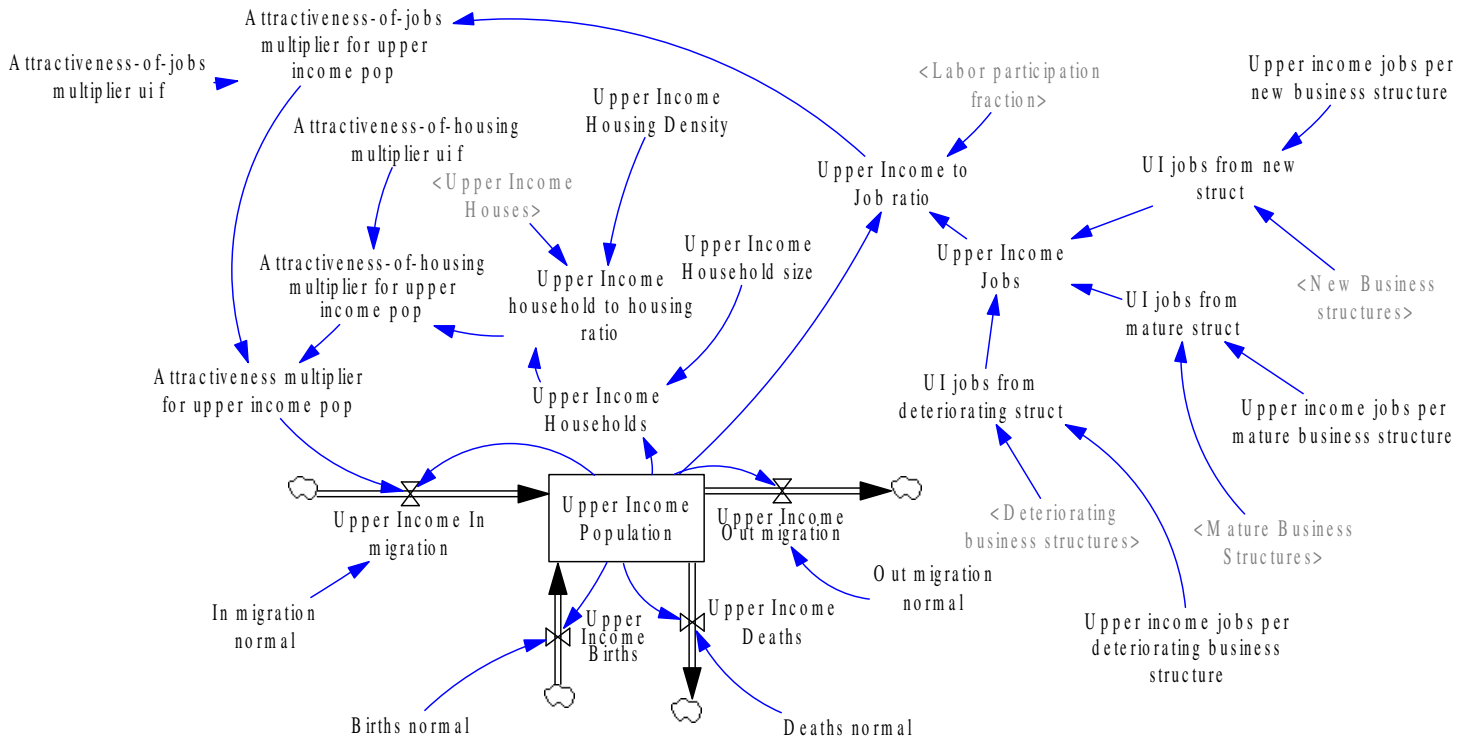 Attractiveness-of-jobs
multiplier for upper
income pop
Attractiveness-of-jobs
multiplier uif
<Labor participation
fraction>
Upper income jobs per
new business structure
Upper Income
Housing Density
Attractiveness-of-housing
multiplier uif
<Upper Income
Houses>
Upper Income to
Job ratio
UI jobs from new
struct
Upper Income
Household size
Upper Income
Jobs
Attractiveness-of-housing
multiplier for upper
income pop
Upper Income
household to housing
ratio
UI jobs from
mature struct
<New Business
structures>
Attractiveness multiplier
for upper income pop
Upper Income
Households
UI jobs from
deteriorating struct
Upper income jobs per
mature business structure
Upper Income In
migration
Upper Income
Population
Upper Income
Out migration
<Deteriorating
business structures>
<Mature Business
Structures>
In migration
normal
Upper
Income
Births
Upper Income
Deaths
Out migration
normal
Upper income jobs per
deteriorating business
structure
Births normal
Deaths normal